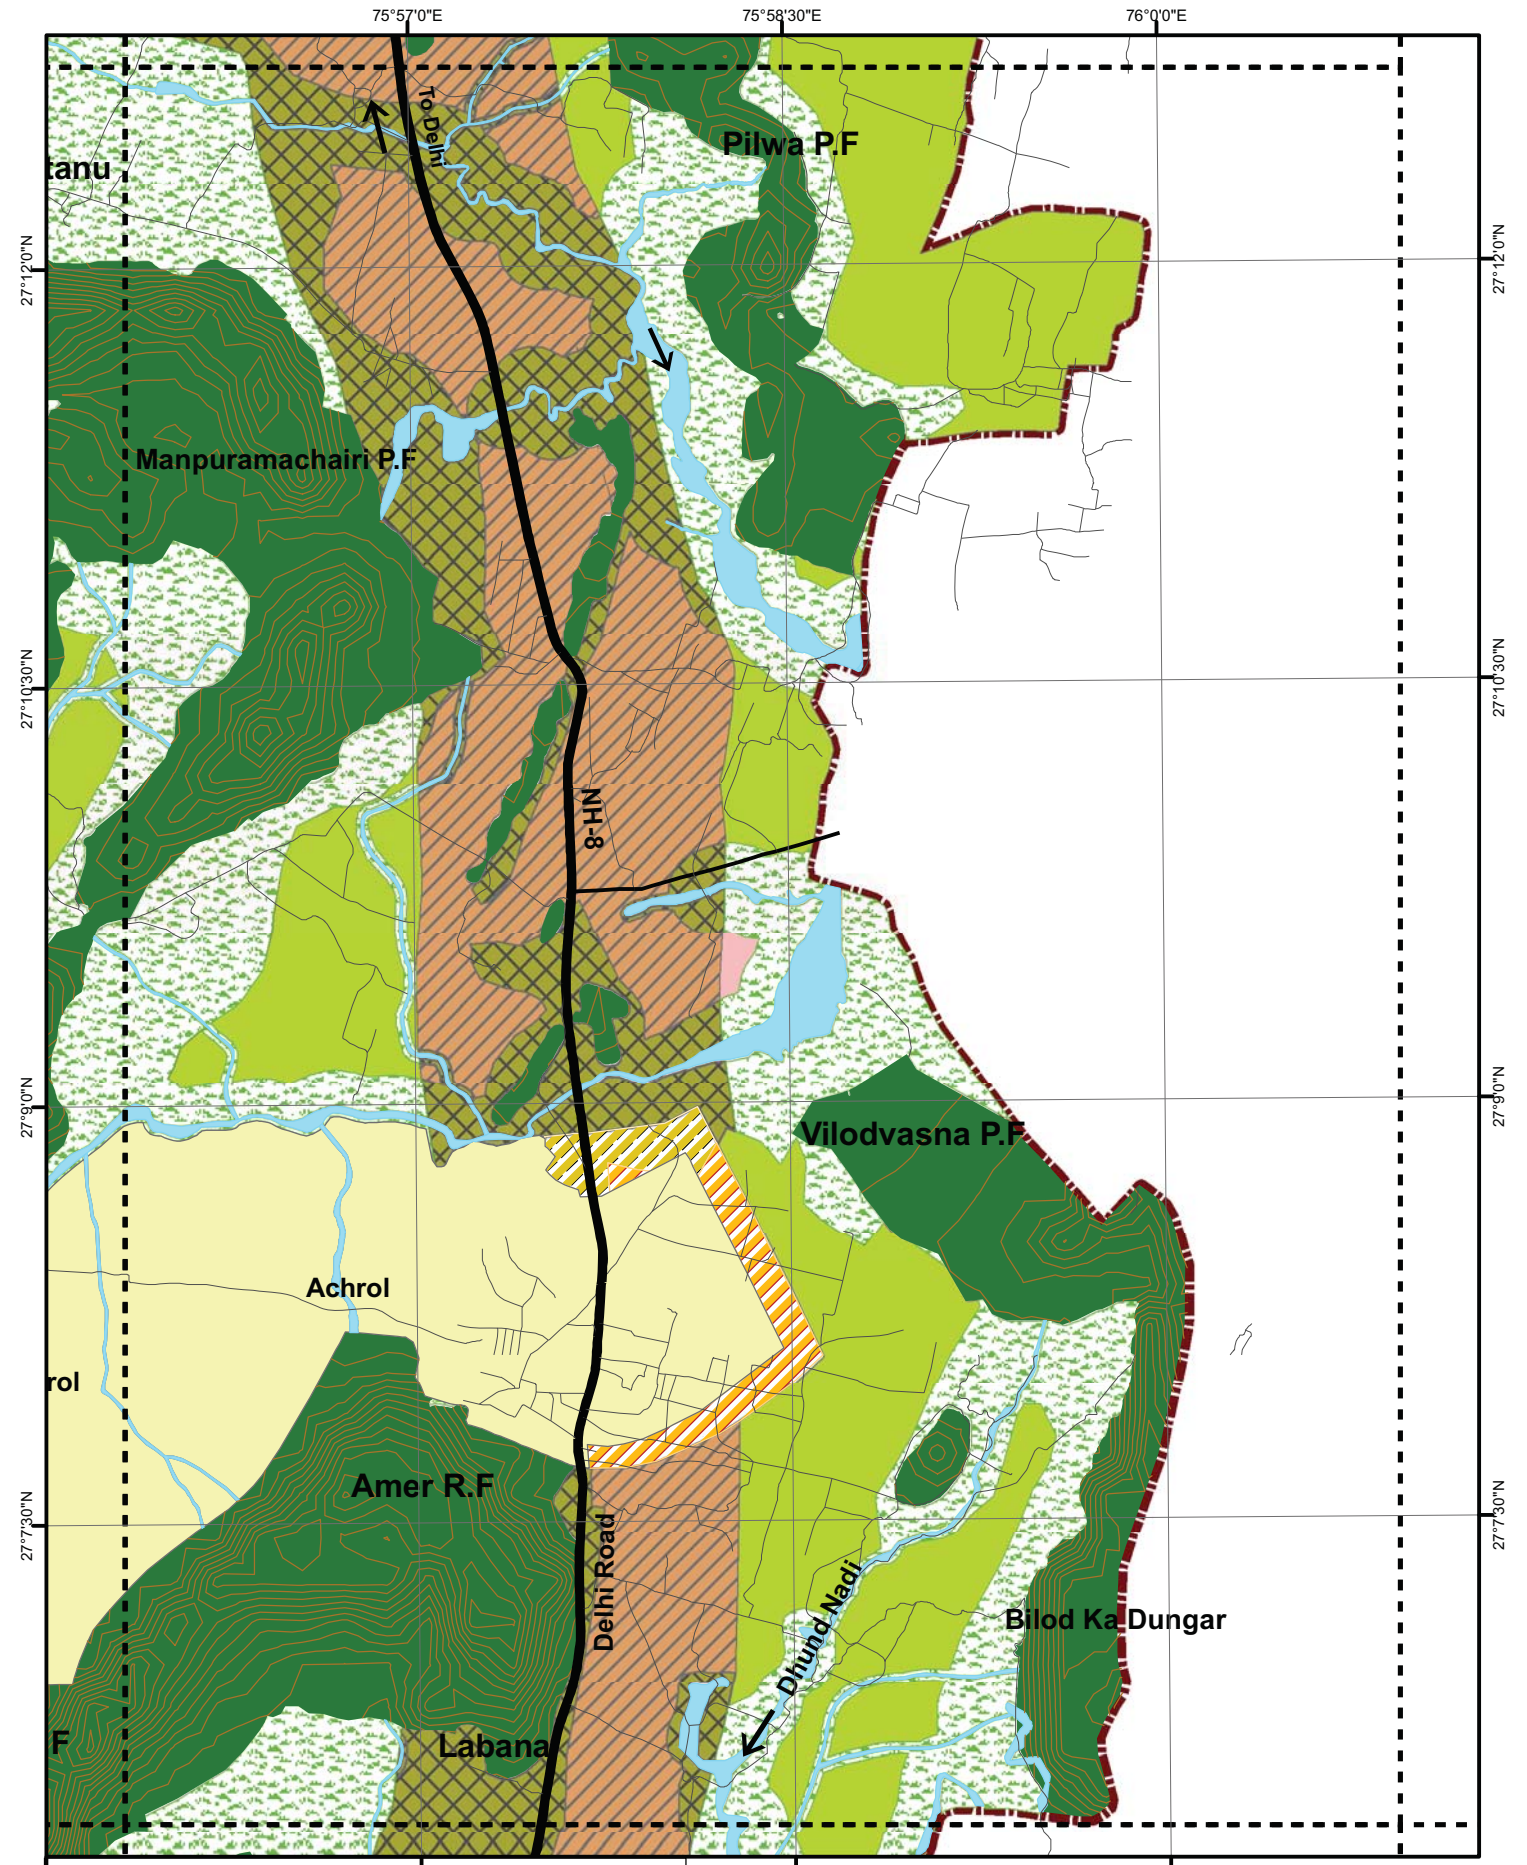 75°57'0"E
75°58'30"E
76°0'0"E
To Delhi
Pilwa P.F
tanu
27°12'0"N
27°12'0"N
Manpuramachairi P.F
27°10'30"N
27°10'30"N
NH-8
27°9'0"N
27°9'0"N
Vilodvasna P.F
Achrol
rol
Amer R.F
27°7'30"N
27°7'30"N
Delhi Road
Dhund Nadi
Bilod Ka Dungar
F
Labana